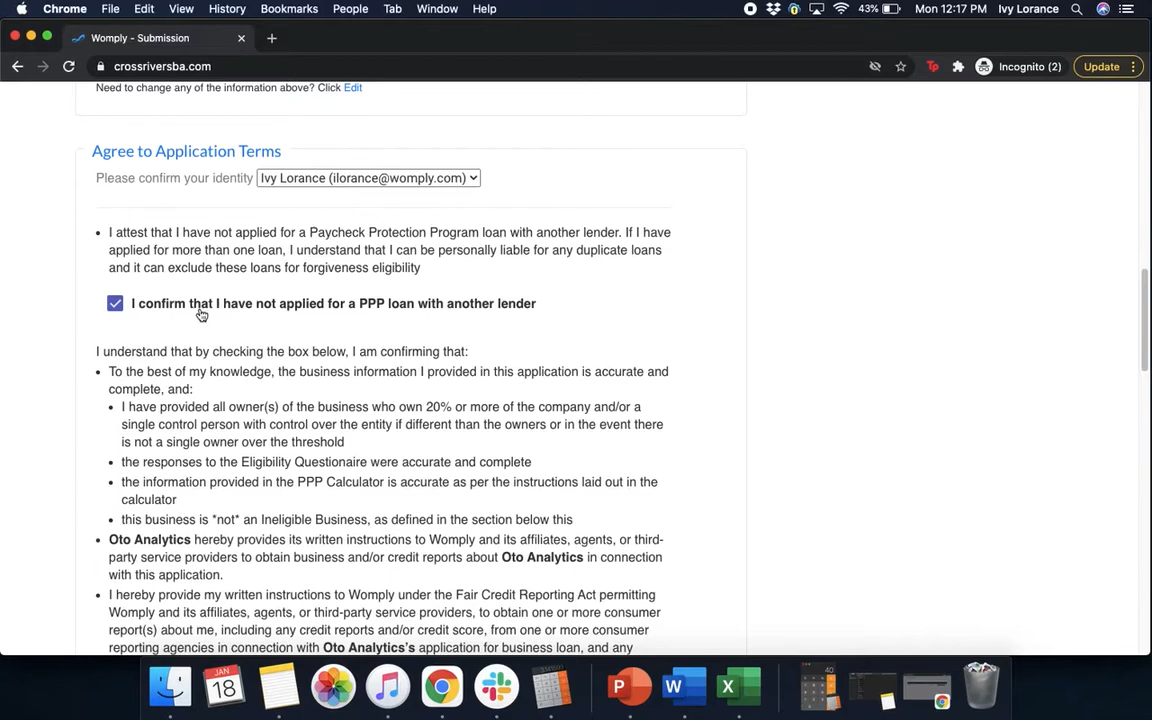 Chrome File Edit View History Bookmarks People Tab Window Help 43% Mon 12:17 PM Ivy Lorance
Womply - Submission
crossriversba.com Incognito (2) Update
Need to change any of the information above? Click Edit
Agree to Application Terms
Please confirm your identity Ivy Lorance (ilorance@womply.com)
• I attest that I have not applied for a Paycheck Protection Program loan with another lender. If I have
applied for more than one loan, I understand that I can be personally liable for any duplicate loans
and it can exclude these loans for forgiveness eligibility
I confirm that I have not applied for a PPP loan with another lender
I understand that by checking the box below, I am confirming that:
• To the best of my knowledge, the business information I provided in this application is accurate and
complete, and:
• I have provided all owner(s) of the business who own 20% or more of the company and/or a
single control person with control over the entity if different than the owners or in the event there
is not a single owner over the threshold
• the responses to the Eligibility Questionaire were accurate and complete
• the information provided in the PPP Calculator is accurate as per the instructions laid out in the
calculator
• this business is *not* an Ineligible Business, as defined in the section below this
• Oto Analytics hereby provides its written instructions to Womply and its affiliates, agents, or third-
party service providers to obtain business and/or credit reports about Oto Analytics in connection
with this application.
• I hereby provide my written instructions to Womply under the Fair Credit Reporting Act permitting
Womply and its affiliates, agents, or third-party service providers, to obtain one or more consumer
report(s) about me, including any credit reports and/or credit score, from one or more consumer
reporting agencies in connection with Oto Analytics's application for business loan, and any
JAN
18
P W X 40